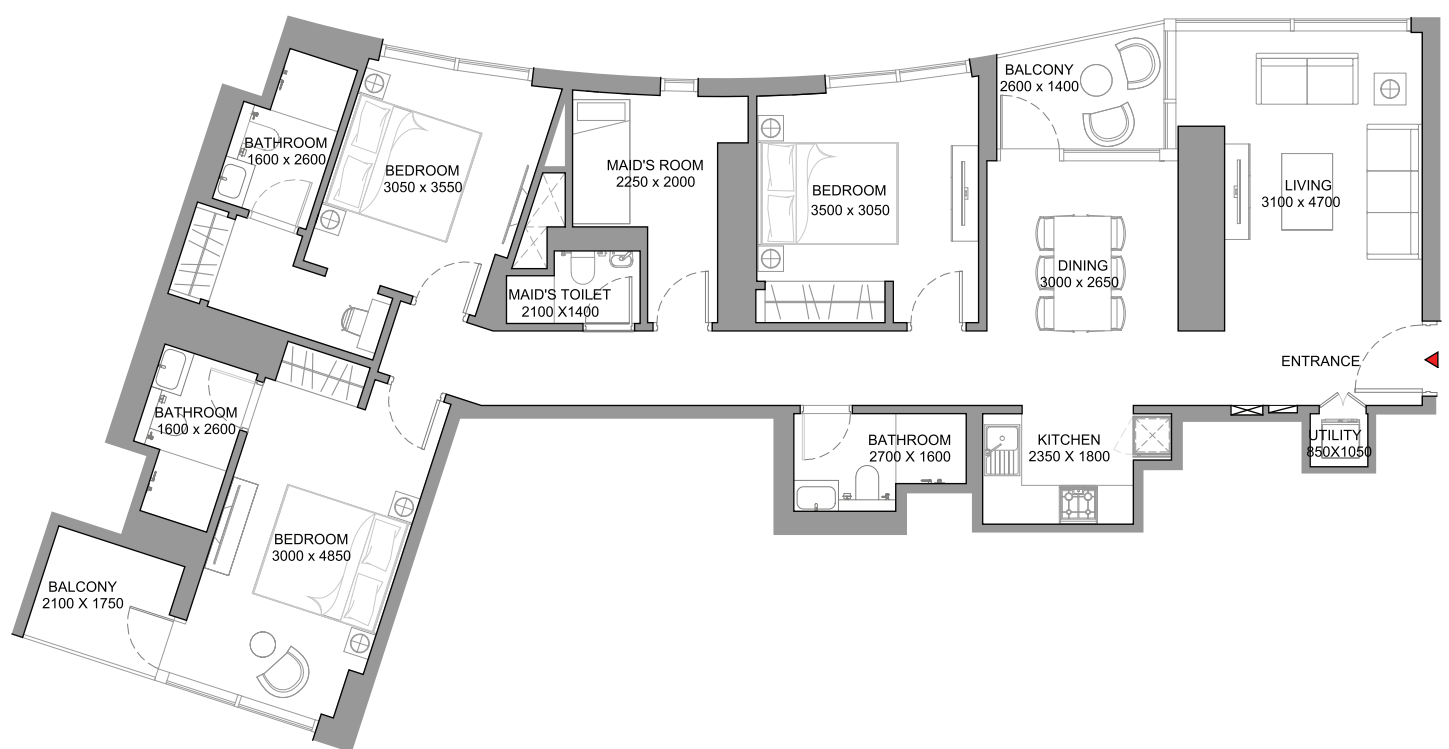 BALCONY
2600 x 1400
BATHROOM
1600 x 2600
BEDROOM
3050 x 3550
MAID'S ROOM
2250 x 2000
BEDROOM
3500 x 3050
LIVING
3100 x 4700
DINING
3000 x 2650
MAID'S TOILET
2100 X1400
ENTRANCE
BATHROOM
1600 x 2600
BATHROOM
2700 X 1600
KITCHEN
2350 X 1800
UTILITY
850X1050
BEDROOM
3000 x 4850
BALCONY
2100 X 1750